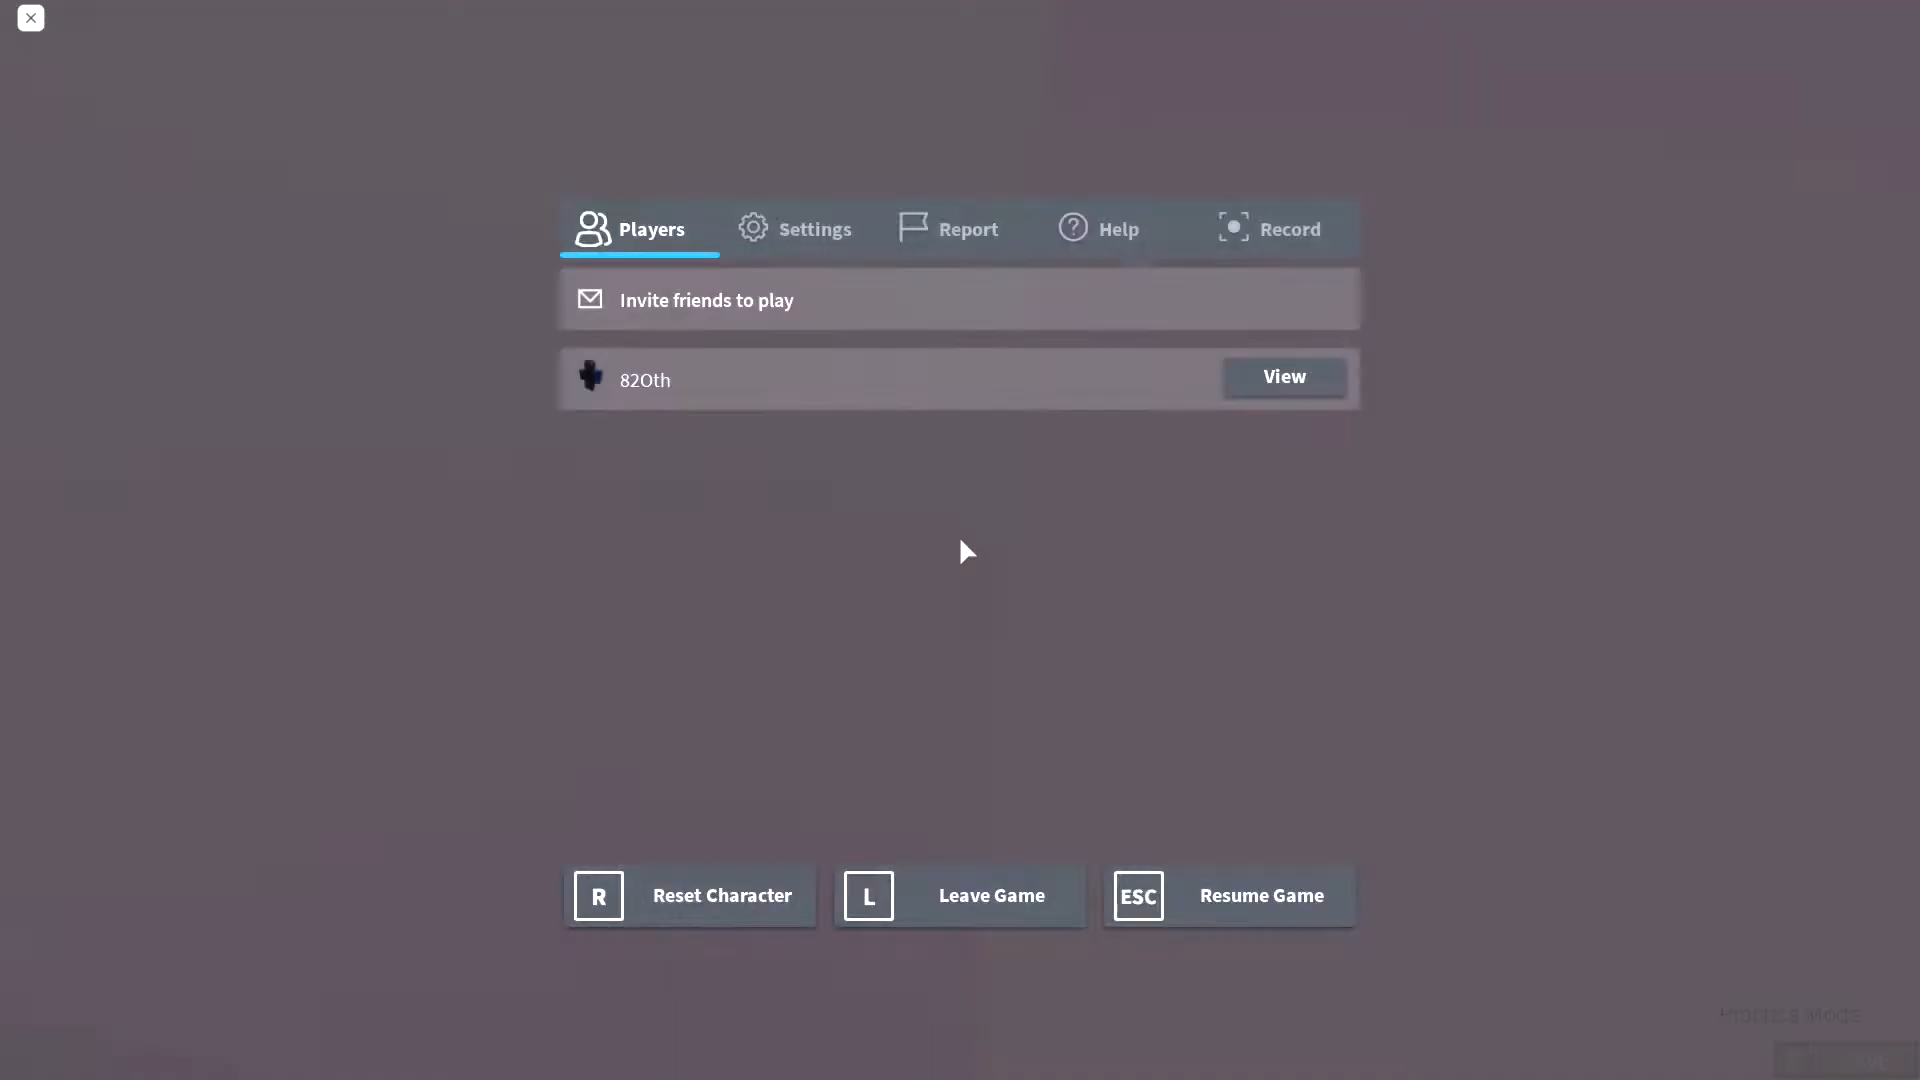 Players Settings Report Help Record
Invite friends to play
82Oth View
R Reset Character L Leave Game ESC Resume Game